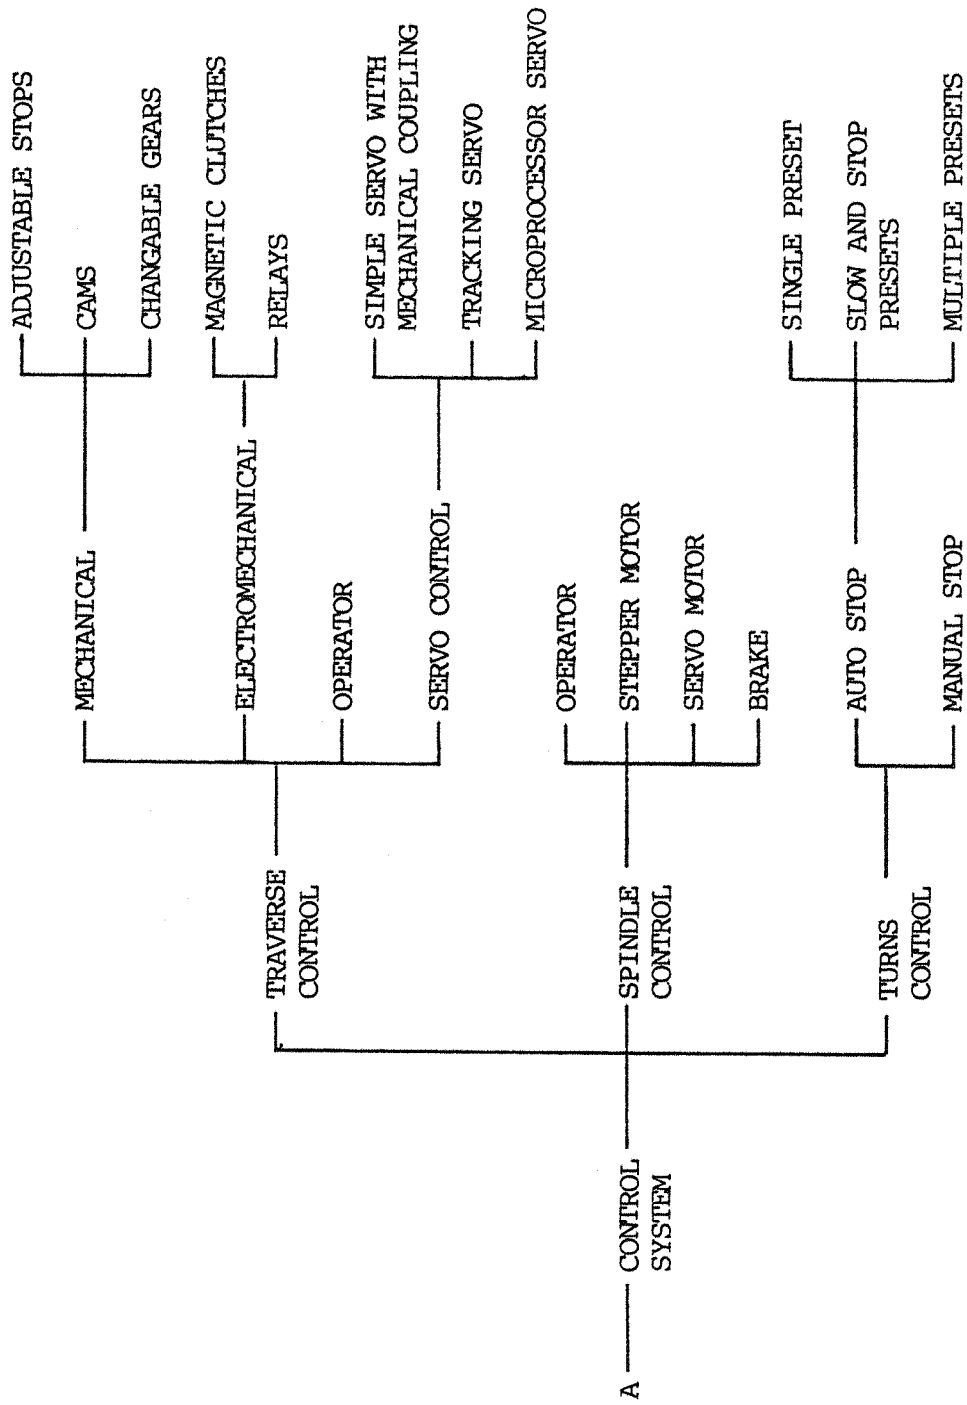 A
CONTROL
SYSTEM
TRAVERSE
CONTROL
MECHANICAL
ADJUSTABLE STOPS
CAMS
CHANGABLE GEARS
ELECTROMECHANICAL
MAGNETIC CLUTCHES
RELAYS
OPERATOR
SERVO CONTROL
SIMPLE SERVO WITH
MECHANICAL COUPLING
TRACKING SERVO
MICROPROCESSOR SERVO
SPINDLE
CONTROL
OPERATOR
STEPPER MOTOR
SERVO MOTOR
BRAKE
TURNS
CONTROL
AUTO STOP
SINGLE PRESET
SLOW AND STOP
PRESETS
MULTIPLE PRESETS
MANUAL STOP